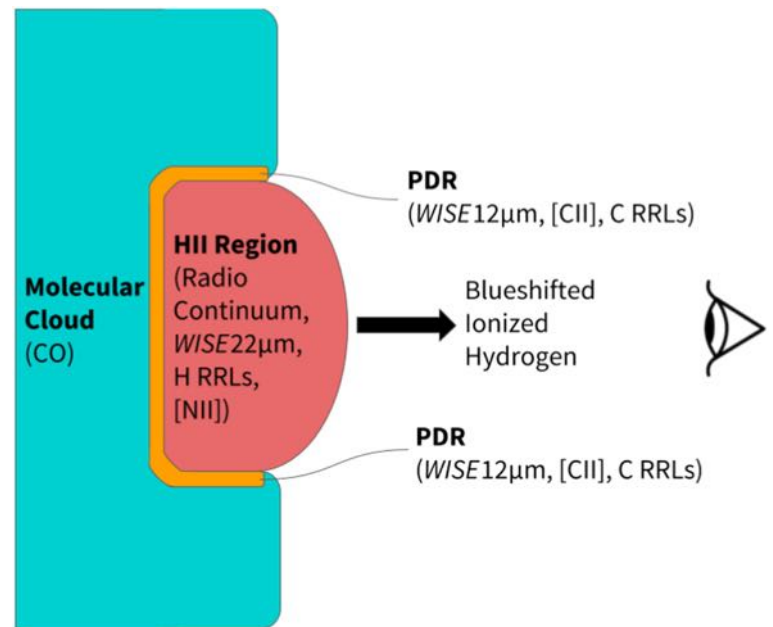 PDR
(WISE12μm, [CII], C RRLs)
HII Region
(Radio
Continuum,
WISE22μm,
H RRLs,
[NII])
Molecular
Cloud
(CO)
Blueshifted
Ionized
Hydrogen
PDR
(WISE12μm, [CII], C RRLs)